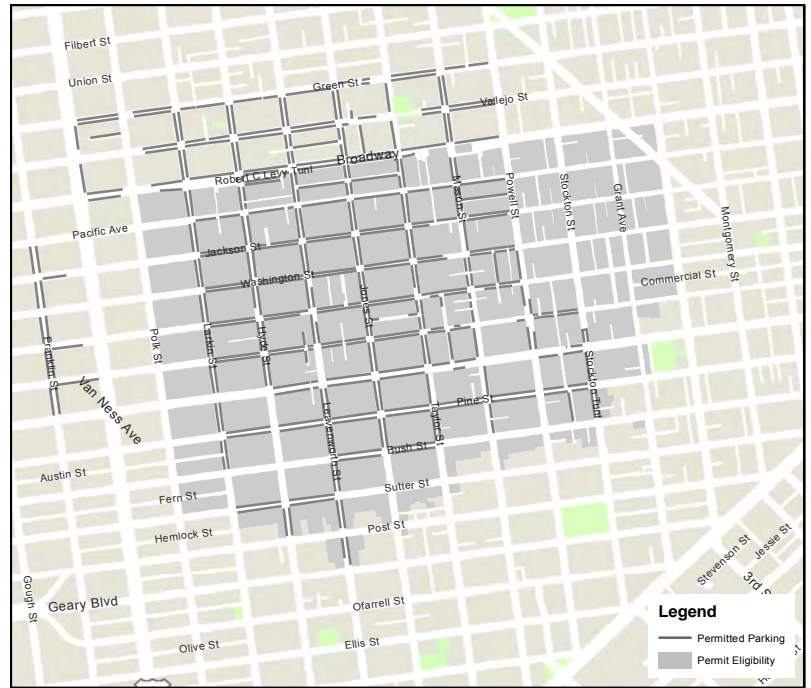 Filbert St
Union St
Green St
Vallejo St
Broadway
Robert C Levy Tunl
Pacific Ave
Jackson St
Washington St
Mason St
Powell St
Stockton St
Grant Ave
Montgomery St
Commercial St
Polk St
Larkin St
Hyde St
Jones St
Franklin St
Van Ness Ave
Leavenworth St
Taylor St
Pine St
Stockton Tunl
Bush St
Austin St
Fern St
Sutter St
Hemlock St
Post St
Gough St
Geary Blvd
Ofarrell St
Olive St
Ellis St
Stevenson St
Jessie St
3rd S
Legend
Permitted Parking
Permit Eligibility